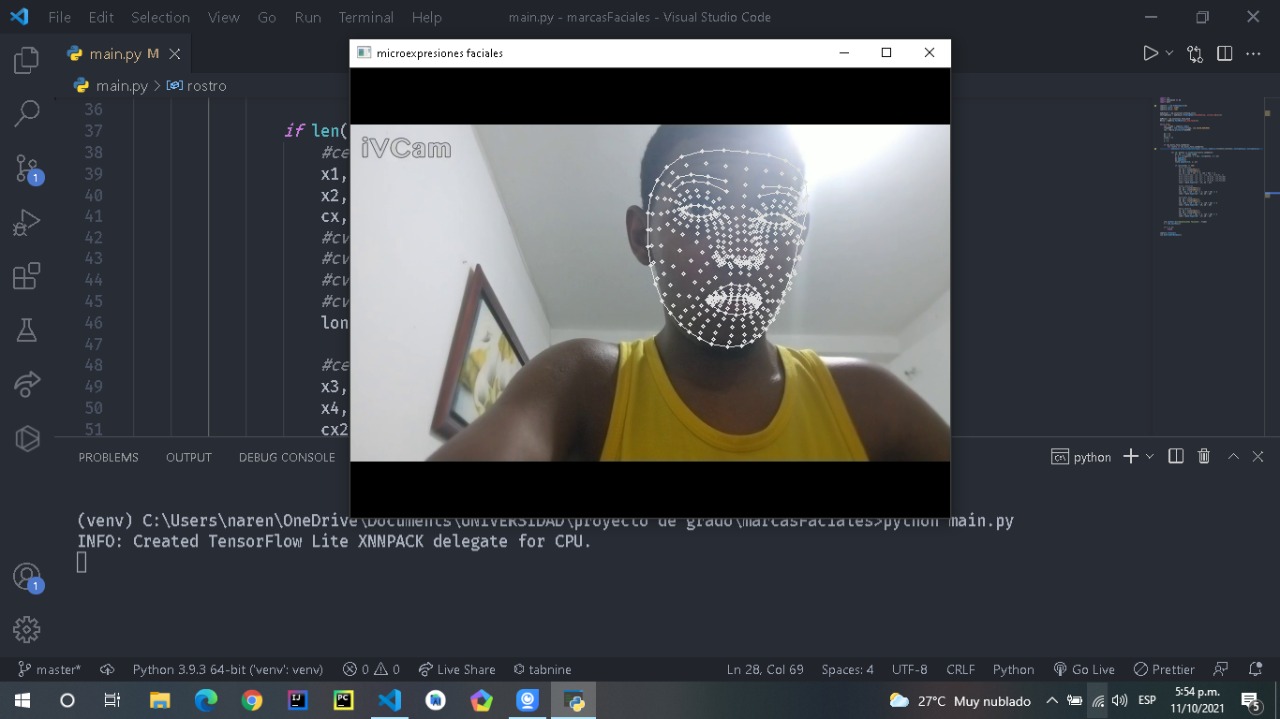 File Edit Selection View Go Run Terminal Help main.py - marcasFaciales - Visual Studio Code
main.py M
microexpresiones faciales
main.py > rostro
iVCam
36
37 if len(
38 #ce
39 x1,
40 x2,
41 cx,
42 #cv
43 #cv
44 #cv
45 #cv
46 lon
47
48 #ce
49 x3,
50 x4,
51 cx2
PROBLEMS OUTPUT DEBUG CONSOLE python
(venv) C:\Users\naren\OneDrive\Documents\UNIVERSIDAD\proyecto de grado\marcasFaciales>python main.py
INFO: Created TensorFlow Lite XNNPACK delegate for CPU.
1
1
master* Python 3.9.3 64-bit ('venv': venv) 0 0 Live Share tabnine Ln 28, Col 69 Spaces: 4 UTF-8 CRLF Python Go Live Prettier
27°C Muy nublado ESP 5:54 p.m.
11/10/2021 5